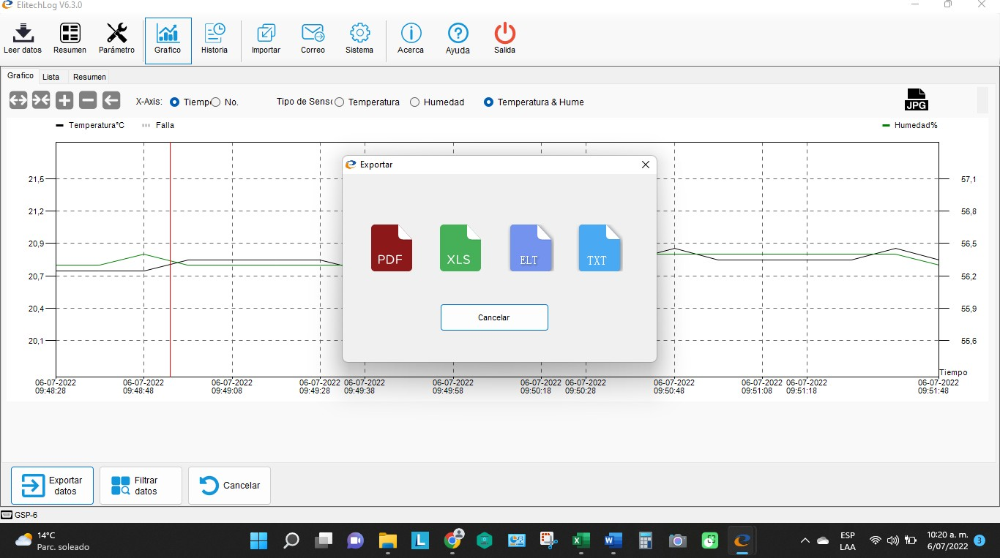 ElitechLog V6.3.0
Leer datos
Resumen
Parámetro
Grafico
Historia
Importar
Correo
Sistema
Acerca
Ayuda
Salida
Grafico
Lista
Resumen
X-Axis:
Tiempo
No.
Tipo de Senso
Temperatura
Humedad
Temperatura & Hume
JPG
Temperatura°C
Falla
Humedad%
21,5
21,2
20,9
20,7
20,4
20,1
57,1
56,8
56,5
56,2
55,9
55,6
Exportar
PDF
XLS
ELT
TXT
Cancelar
Tiempo
06-07-2022
09:48:28
06-07-2022
09:48:48
06-07-2022
09:49:08
06-07-2022
09:49:28
06-07-2022
09:49:38
06-07-2022
09:49:58
06-07-2022
09:50:18
06-07-2022
09:50:28
06-07-2022
09:50:48
06-07-2022
09:51:08
06-07-2022
09:51:18
06-07-2022
09:51:48
Exportar
datos
Filtrar
datos
Cancelar
GSP-6
14°C
Parc. soleado
L
ESP
LAA
10:20 a. m.
6/07/2022
3